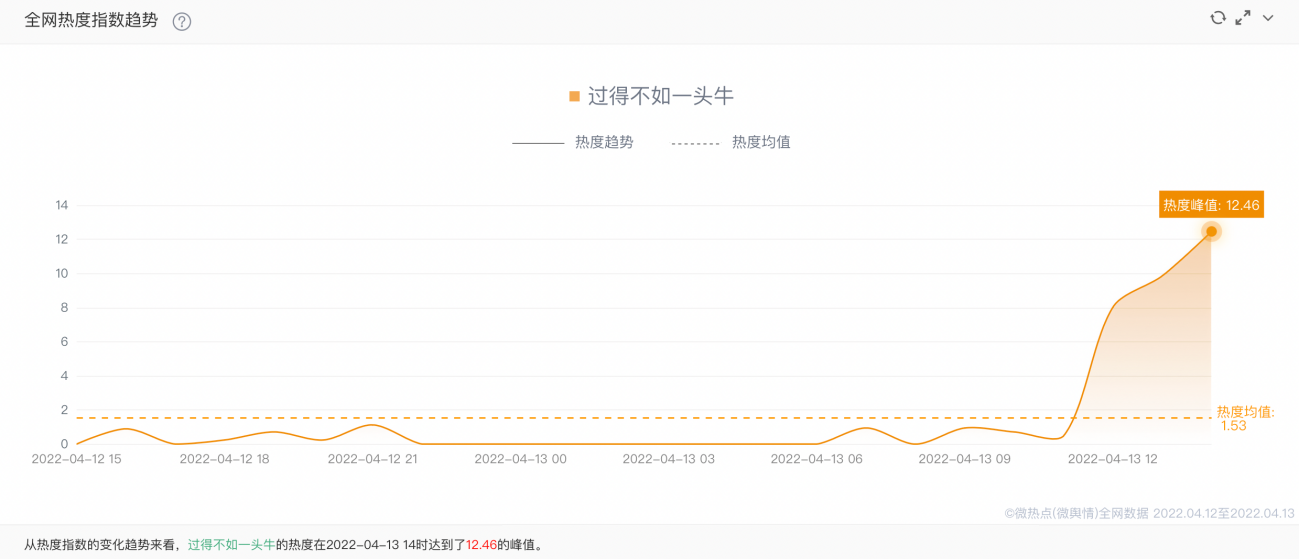 全网热度指数趋势 ?
过得不如一头牛
热度趋势 热度均值
热度峰值: 12.46
14
12
10
8
6
4
2
0
热度均值:
1.53
2022-04-12 15 2022-04-12 18 2022-04-12 21 2022-04-13 00 2022-04-13 03 2022-04-13 06 2022-04-13 09 2022-04-13 12
©微热点(微舆情)全网数据 2022.04.12至2022.04.13
从热度指数的变化趋势来看，过得不如一头牛的热度在2022-04-13 14时达到了12.46的峰值。